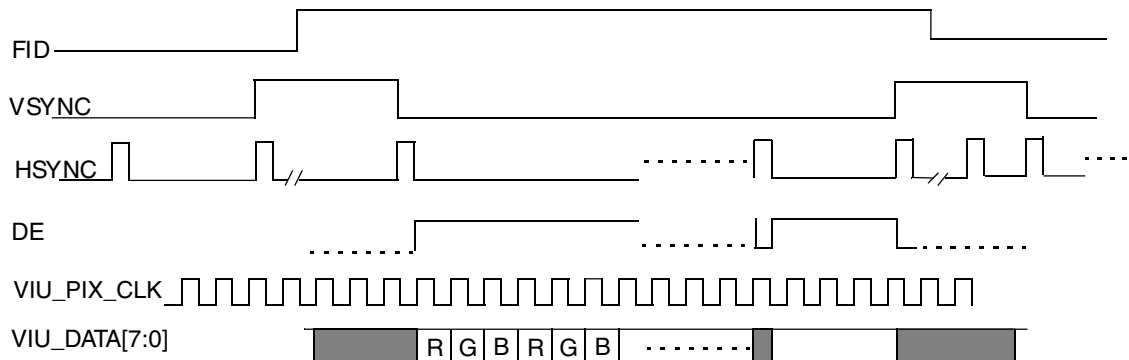 FID
VSYNC
HSYNC
DE
VIU_PIX_CLK
VIU_DATA[7:0]
R G B R G B